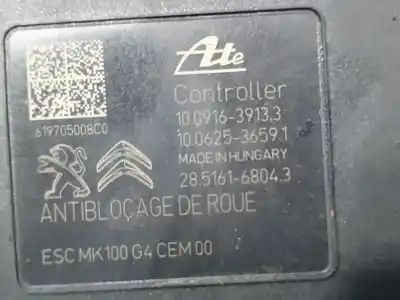 Ate
Controller
10.0916-3913.3
619705008C0
10.0625-3659.1
MADE IN HUNGARY
28.5161-6804.3
ANTIBLOÇAGE DE ROUE
ESC MK100 G4 CEM 00